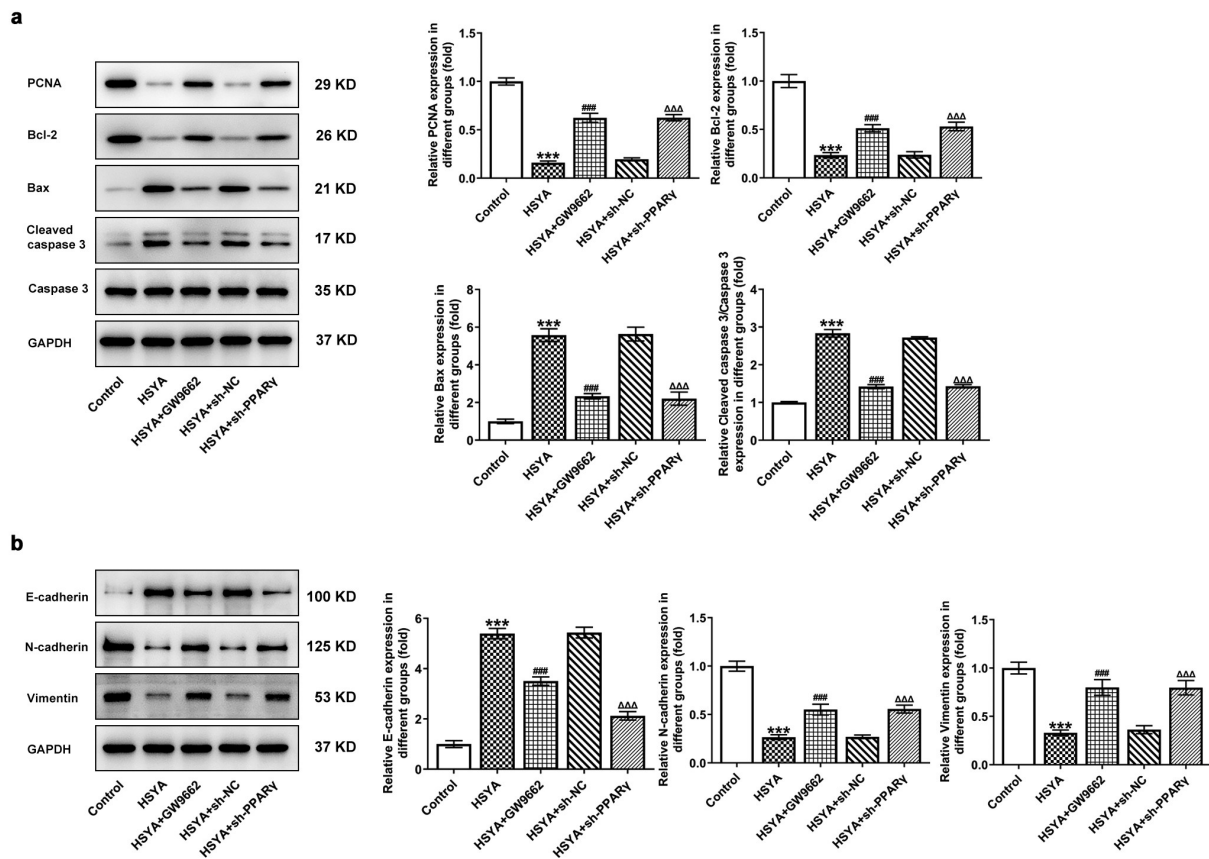 a
PCNA
29 KD
Bcl-2
26 KD
Bax
21 KD
Cleaved
caspase 3
17 KD
Caspase 3
35 KD
GAPDH
37 KD
Control
HSYA
HSYA+GW9662
HSYA+sh-NC
HSYA+sh-PPARγ
Relative PCNA expression in
different groups (fold)
1.5
1.0
0.5
0.0
***
###
ΔΔΔ
Control
HSYA
HSYA+GW9662
HSYA+sh-NC
HSYA+sh-PPARγ
Relative Bcl-2 expression in
different groups (fold)
1.5
1.0
0.5
0.0
***
###
ΔΔΔ
Control
HSYA
HSYA+GW9662
HSYA+sh-NC
HSYA+sh-PPARγ
Relative Bax expression in
different groups (fold)
8
6
4
2
0
***
###
ΔΔΔ
Control
HSYA
HSYA+GW9662
HSYA+sh-NC
HSYA+sh-PPARγ
Relative Cleaved caspase 3/Caspase 3
expression in different groups (fold)
4
3
2
1
0
***
###
ΔΔΔ
Control
HSYA
HSYA+GW9662
HSYA+sh-NC
HSYA+sh-PPARγ
b
E-cadherin
100 KD
N-cadherin
125 KD
Vimentin
53 KD
GAPDH
37 KD
Control
HSYA
HSYA+GW9662
HSYA+sh-NC
HSYA+sh-PPARγ
Relative E-cadherin expression in
different groups (fold)
6
4
2
0
***
###
ΔΔΔ
Control
HSYA
HSYA+GW9662
HSYA+sh-NC
HSYA+sh-PPARγ
Relative N-cadherin expression in
different groups (fold)
1.5
1.0
0.5
0.0
***
###
ΔΔΔ
Control
HSYA
HSYA+GW9662
HSYA+sh-NC
HSYA+sh-PPARγ
Relative Vimentin expression in
different groups (fold)
1.5
1.0
0.5
0.0
***
###
ΔΔΔ
Control
HSYA
HSYA+GW9662
HSYA+sh-NC
HSYA+sh-PPARγ